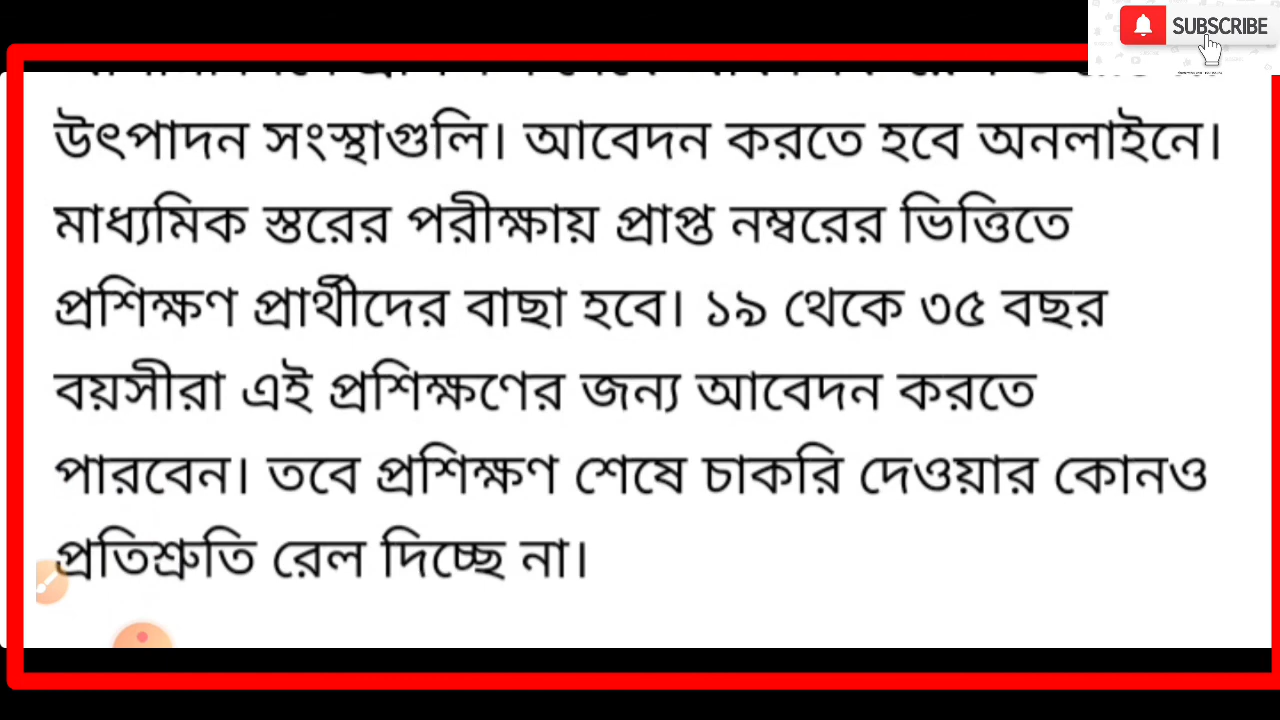 SUBSCRIBE
উৎপাদন সংস্থাগুলি। আবেদন করতে হবে অনলাইনে।
মাধ্যমিক স্তরের পরীক্ষায় প্রাপ্ত নম্বরের ভিত্তিতে
প্রশিক্ষণ প্রার্থীদের বাছা হবে। ১৯ থেকে ৩৫ বছর
বয়সীরা এই প্রশিক্ষণের জন্য আবেদন করতে
পারবেন। তবে প্রশিক্ষণ শেষে চাকরি দেওয়ার কোনও
প্রতিশ্রুতি রেল দিচ্ছে না।